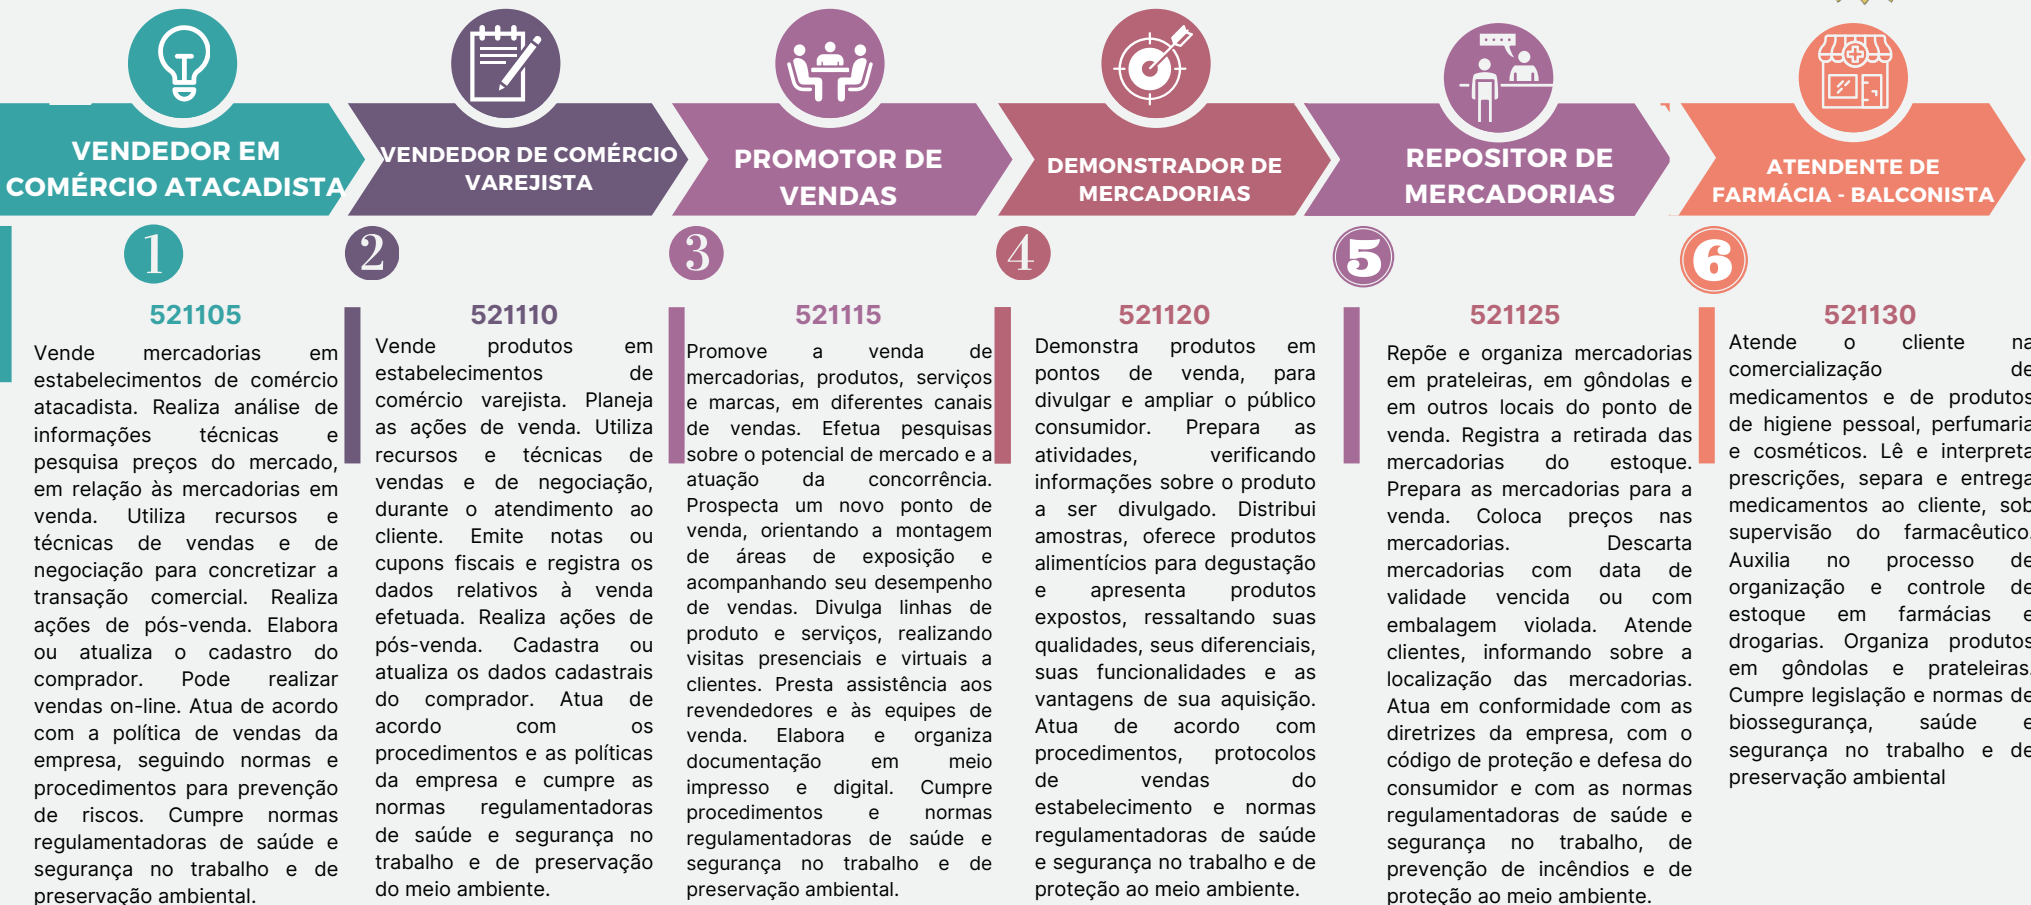 VENDEDOR EM
COMÉRCIO ATACADISTA
1
521105
Vende mercadorias em
estabelecimentos de comércio
atacadista. Realiza análise de
informações técnicas e
pesquisa preços do mercado,
em relação às mercadorias em
venda. Utiliza recursos e
técnicas de vendas e de
negociação para concretizar a
transação comercial. Realiza
ações de pós-venda. Elabora
ou atualiza o cadastro do
comprador. Pode realizar
vendas on-line. Atua de acordo
com a política de vendas da
empresa, seguindo normas e
procedimentos para prevenção
de riscos. Cumpre normas
regulamentadoras de saúde e
segurança no trabalho e de
preservação ambiental.
VENDEDOR DE COMÉRCIO
VAREJISTA
2
521110
Vende produtos em
estabelecimentos de
comércio varejista. Planeja
as ações de venda. Utiliza
recursos e técnicas de
vendas e de negociação,
durante o atendimento ao
cliente. Emite notas ou
cupons fiscais e registra os
dados relativos à venda
efetuada. Realiza ações de
pós-venda. Cadastra ou
atualiza os dados cadastrais
do comprador. Atua de
acordo com os
procedimentos e as políticas
da empresa e cumpre as
normas regulamentadoras
de saúde e segurança no
trabalho e de preservação
do meio ambiente.
PROMOTOR DE
VENDAS
3
521115
Promove a venda de
mercadorias, produtos, serviços
e marcas, em diferentes canais
de vendas. Efetua pesquisas
sobre o potencial de mercado e a
atuação da concorrência.
Prospecta um novo ponto de
venda, orientando a montagem
de áreas de exposição e
acompanhando seu desempenho
de vendas. Divulga linhas de
produto e serviços, realizando
visitas presenciais e virtuais a
clientes. Presta assistência aos
revendedores e às equipes de
venda. Elabora e organiza
documentação em meio
impresso e digital. Cumpre
procedimentos e normas
regulamentadoras de saúde e
segurança no trabalho e de
preservação ambiental.
DEMONSTRADOR DE
MERCADORIAS
4
521120
Demonstra produtos em
pontos de venda, para
divulgar e ampliar o público
consumidor. Prepara as
atividades, verificando
informações sobre o produto
a ser divulgado. Distribui
amostras, oferece produtos
alimentícios para degustação
e apresenta produtos
expostos, ressaltando suas
qualidades, seus diferenciais,
suas funcionalidades e as
vantagens de sua aquisição.
Atua de acordo com
procedimentos, protocolos
de vendas do
estabelecimento e normas
regulamentadoras de saúde
e segurança no trabalho e de
proteção ao meio ambiente.
REPOSITOR DE
MERCADORIAS
5
521125
Repõe e organiza mercadorias
em prateleiras, em gôndolas e
em outros locais do ponto de
venda. Registra a retirada das
mercadorias do estoque.
Prepara as mercadorias para a
venda. Coloca preços nas
mercadorias. Descarta
mercadorias com data de
validade vencida ou com
embalagem violada. Atende
clientes, informando sobre a
localização das mercadorias.
Atua em conformidade com as
diretrizes da empresa, com o
código de proteção e defesa do
consumidor e com as normas
regulamentadoras de saúde e
segurança no trabalho, de
prevenção de incêndios e de
proteção ao meio ambiente.
ATENDENTE DE
FARMÁCIA - BALCONISTA
6
521130
Atende o cliente na
comercialização de
medicamentos e de produtos
de higiene pessoal, perfumaria
e cosméticos. Lê e interpreta
prescrições, separa e entrega
medicamentos ao cliente, sob
supervisão do farmacêutico.
Auxilia no processo de
organização e controle de
estoque em farmácias e
drogarias. Organiza produtos
em gôndolas e prateleiras.
Cumpre legislação e normas de
biossegurança, saúde e
segurança no trabalho e de
preservação ambiental